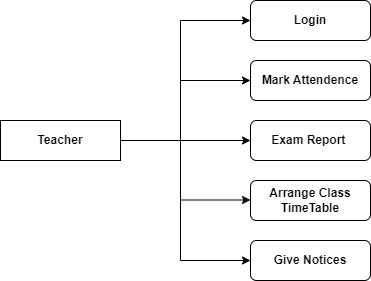 Login
Mark Attendence
Teacher
Exam Report
Arrange Class
TimeTable
Give Notices